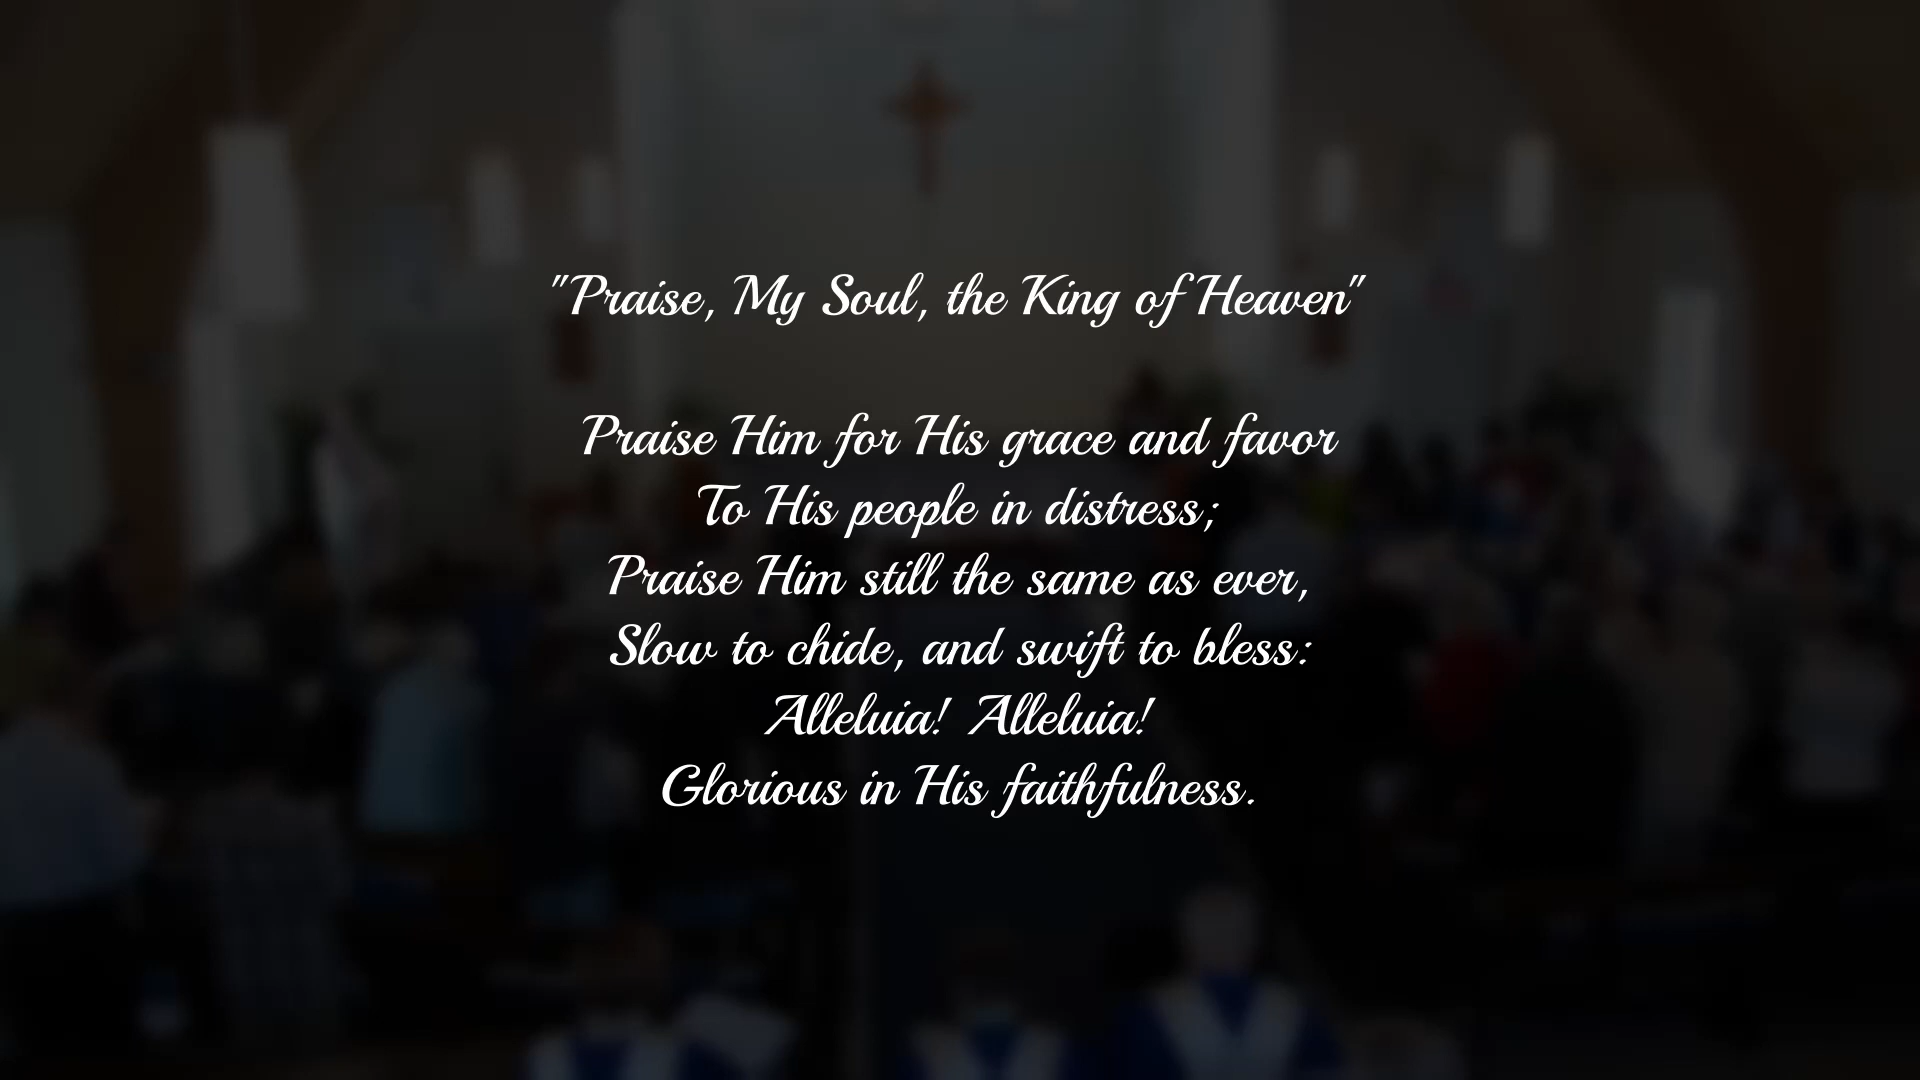 "Praise, My Soul, the King of Heaven"
Praise Him for His grace and favor
To His people in distress;
Praise Him still the same as ever,
Slow to chide, and swift to bless:
Alleluia! Alleluia!
Glorious in His faithfulness.